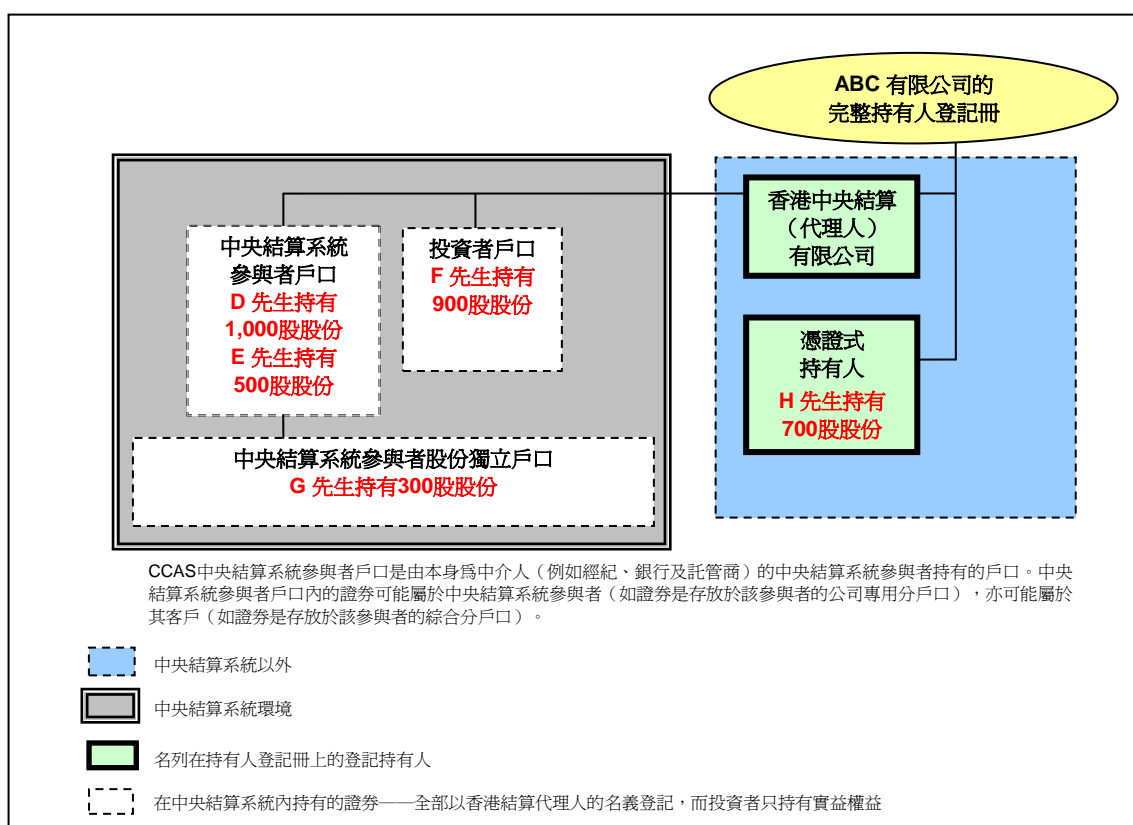 ABC 有限公司的
完整持有人登記冊
香港中央結算
（代理人）
有限公司
中央結算系統
參與者戶口
D 先生持有
1,000股股份
E 先生持有
500股股份
投資者戶口
F 先生持有
900股股份
憑證式
持有人
H 先生持有
700股股份
中央結算系統參與者股份獨立戶口
G 先生持有300股股份
CCAS中央結算系統參與者戶口是由本身爲中介人（例如經紀、銀行及託管商）的中央結算系統參與者持有的戶口。中央
結算系統參與者戶口內的證券可能屬於中央結算系統參與者（如證券是存放於該參與者的公司專用分戶口），亦可能屬於
其客戶（如證券是存放於該參與者的綜合分戶口）。
中央結算系統以外
中央結算系統環境
名列在持有人登記冊上的登記持有人
在中央結算系統內持有的證券——全部以香港結算代理人的名義登記，而投資者只持有實益權益